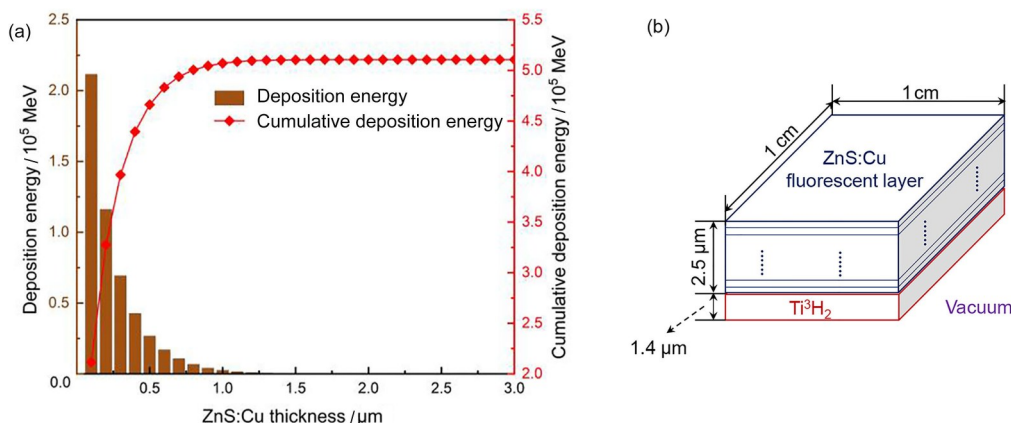 (a)
Deposition energy / 10⁵ MeV
2.5
2.0
1.5
1.0
0.5
0.0
Deposition energy
Cumulative deposition energy
0.5
1.0
1.5
2.0
2.5
3.0
ZnS:Cu thickness / μm
5.5
5.0
4.5
4.0
3.5
3.0
2.5
2.0
Cumulative deposition energy / 10⁵ MeV
(b)
1 cm
1 cm
ZnS:Cu
fluorescent layer
2.5 μm
Ti³H₂
Vacuum
1.4 μm